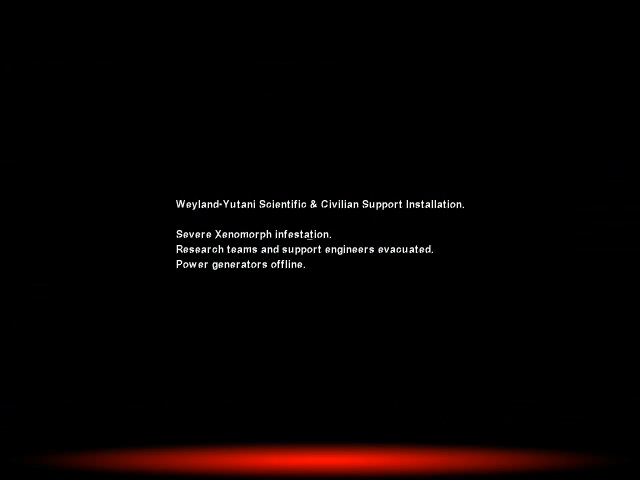 Weyland-Yutani Scientific & Civilian Support Installation.
Severe Xenomorph infestation.
Research teams and support engineers evacuated.
Power generators offline.